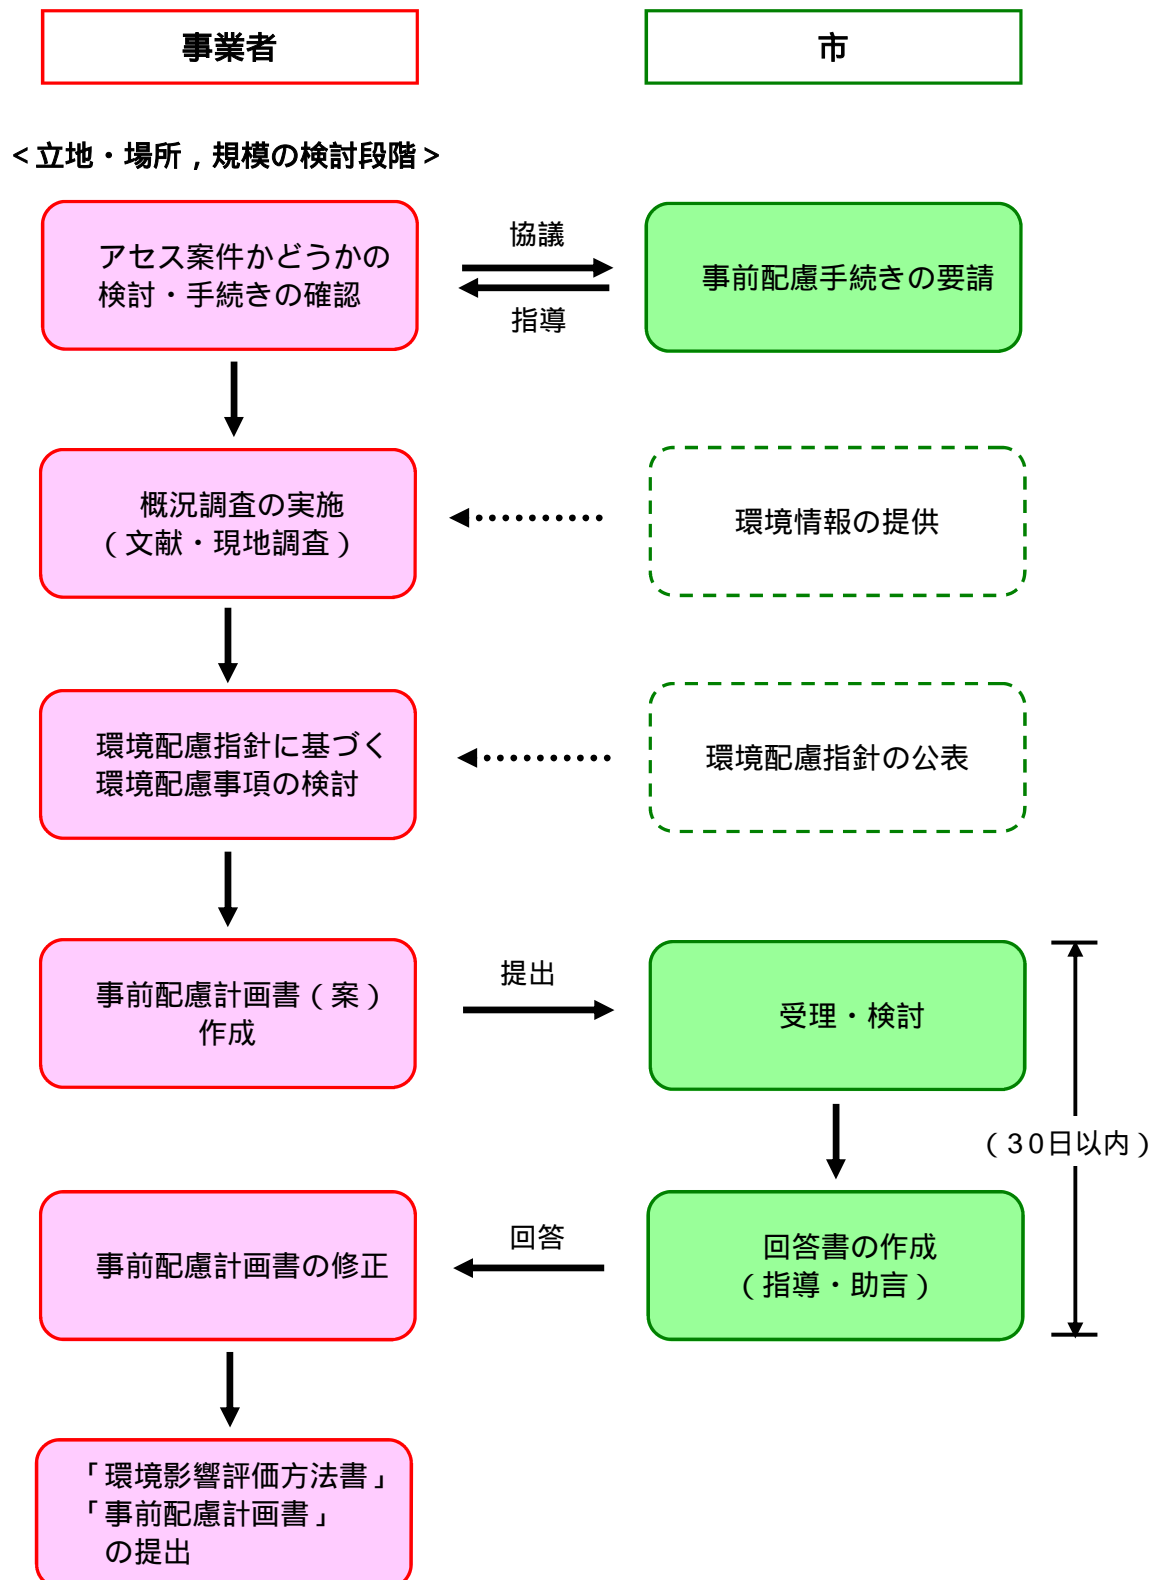 事業者
市
＜立地・場所，規模の検討段階＞
アセス案件かどうかの
検討・手続きの確認
協議
指導
事前配慮手続きの要請
概況調査の実施
（文献・現地調査）
環境情報の提供
環境配慮指針に基づく
環境配慮事項の検討
環境配慮指針の公表
事前配慮計画書（案）
作成
提出
受理・検討
（30日以内）
事前配慮計画書の修正
回答
回答書の作成
（指導・助言）
「環境影響評価方法書」
「事前配慮計画書」
の提出